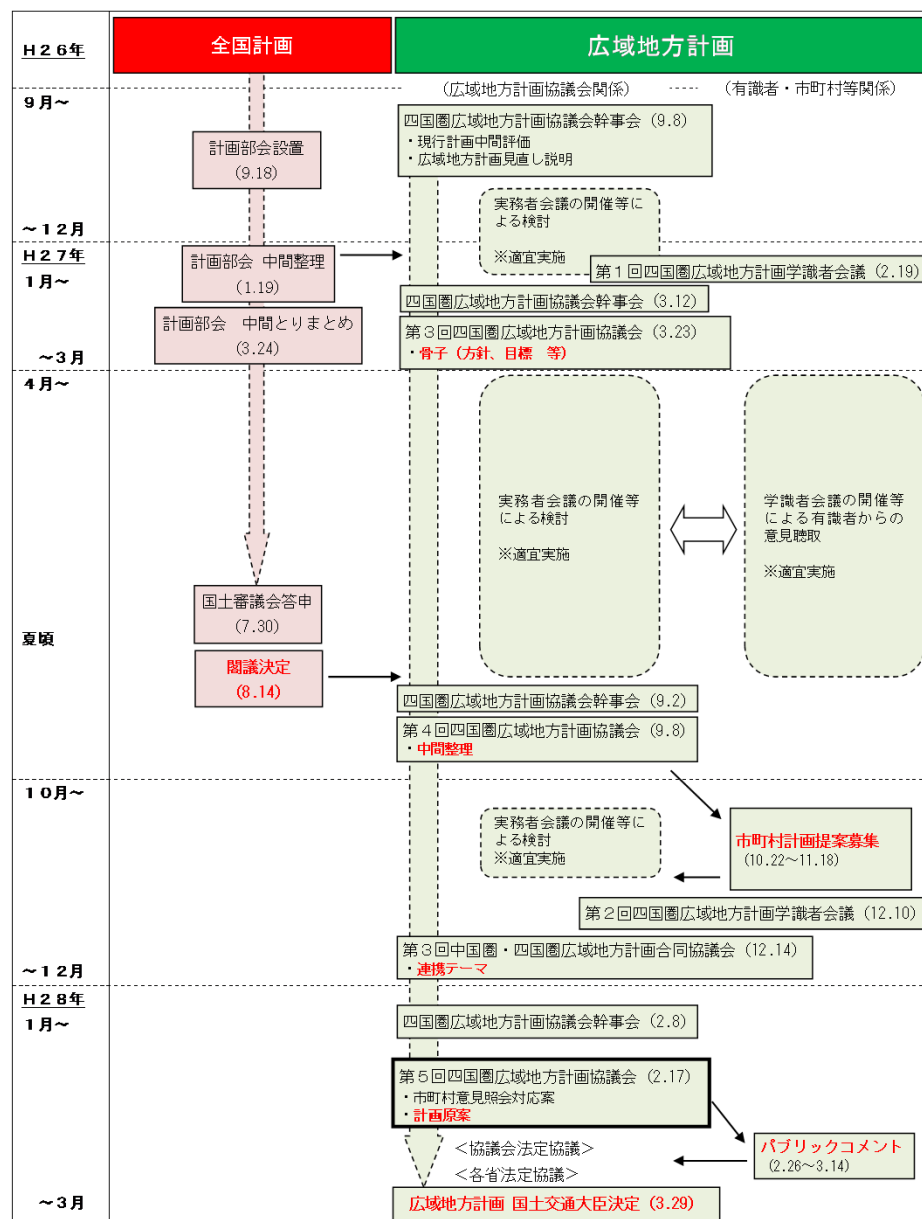 H26年
全国計画
広域地方計画
(広域地方計画協議会関係)
(有識者・市町村等関係)
9月～
四国圏広域地方計画協議会幹事会 (9.8)
・現行計画中間評価
・広域地方計画見直し説明
計画部会設置
(9.18)
実務者会議の開催等に
よる検討
※適宜実施
～12月
H27年
1月～
計画部会 中間整理
(1.19)
第1回四国圏広域地方計画学識者会議 (2.19)
四国圏広域地方計画協議会幹事会 (3.12)
計画部会 中間とりまとめ
(3.24)
第3回四国圏広域地方計画協議会 (3.23)
・骨子（方針、目標 等）
～3月
4月～
実務者会議の開催等
による検討
※適宜実施
学識者会議の開催等
による有識者からの
意見聴取
※適宜実施
国土審議会答申
(7.30)
夏頃
閣議決定
(8.14)
四国圏広域地方計画協議会幹事会 (9.2)
第4回四国圏広域地方計画協議会 (9.8)
・中間整理
10月～
実務者会議の開催等に
よる検討
※適宜実施
市町村計画提案募集
(10.22～11.18)
第2回四国圏広域地方計画学識者会議 (12.10)
第3回中国圏・四国圏広域地方計画合同協議会 (12.14)
・連携テーマ
～12月
H28年
1月～
四国圏広域地方計画協議会幹事会 (2.8)
第5回四国圏広域地方計画協議会 (2.17)
・市町村意見照会対応案
・計画原案
＜協議会法定協議＞
＜各省法定協議＞
パブリックコメント
(2.26～3.14)
～3月
広域地方計画 国土交通大臣決定 (3.29)